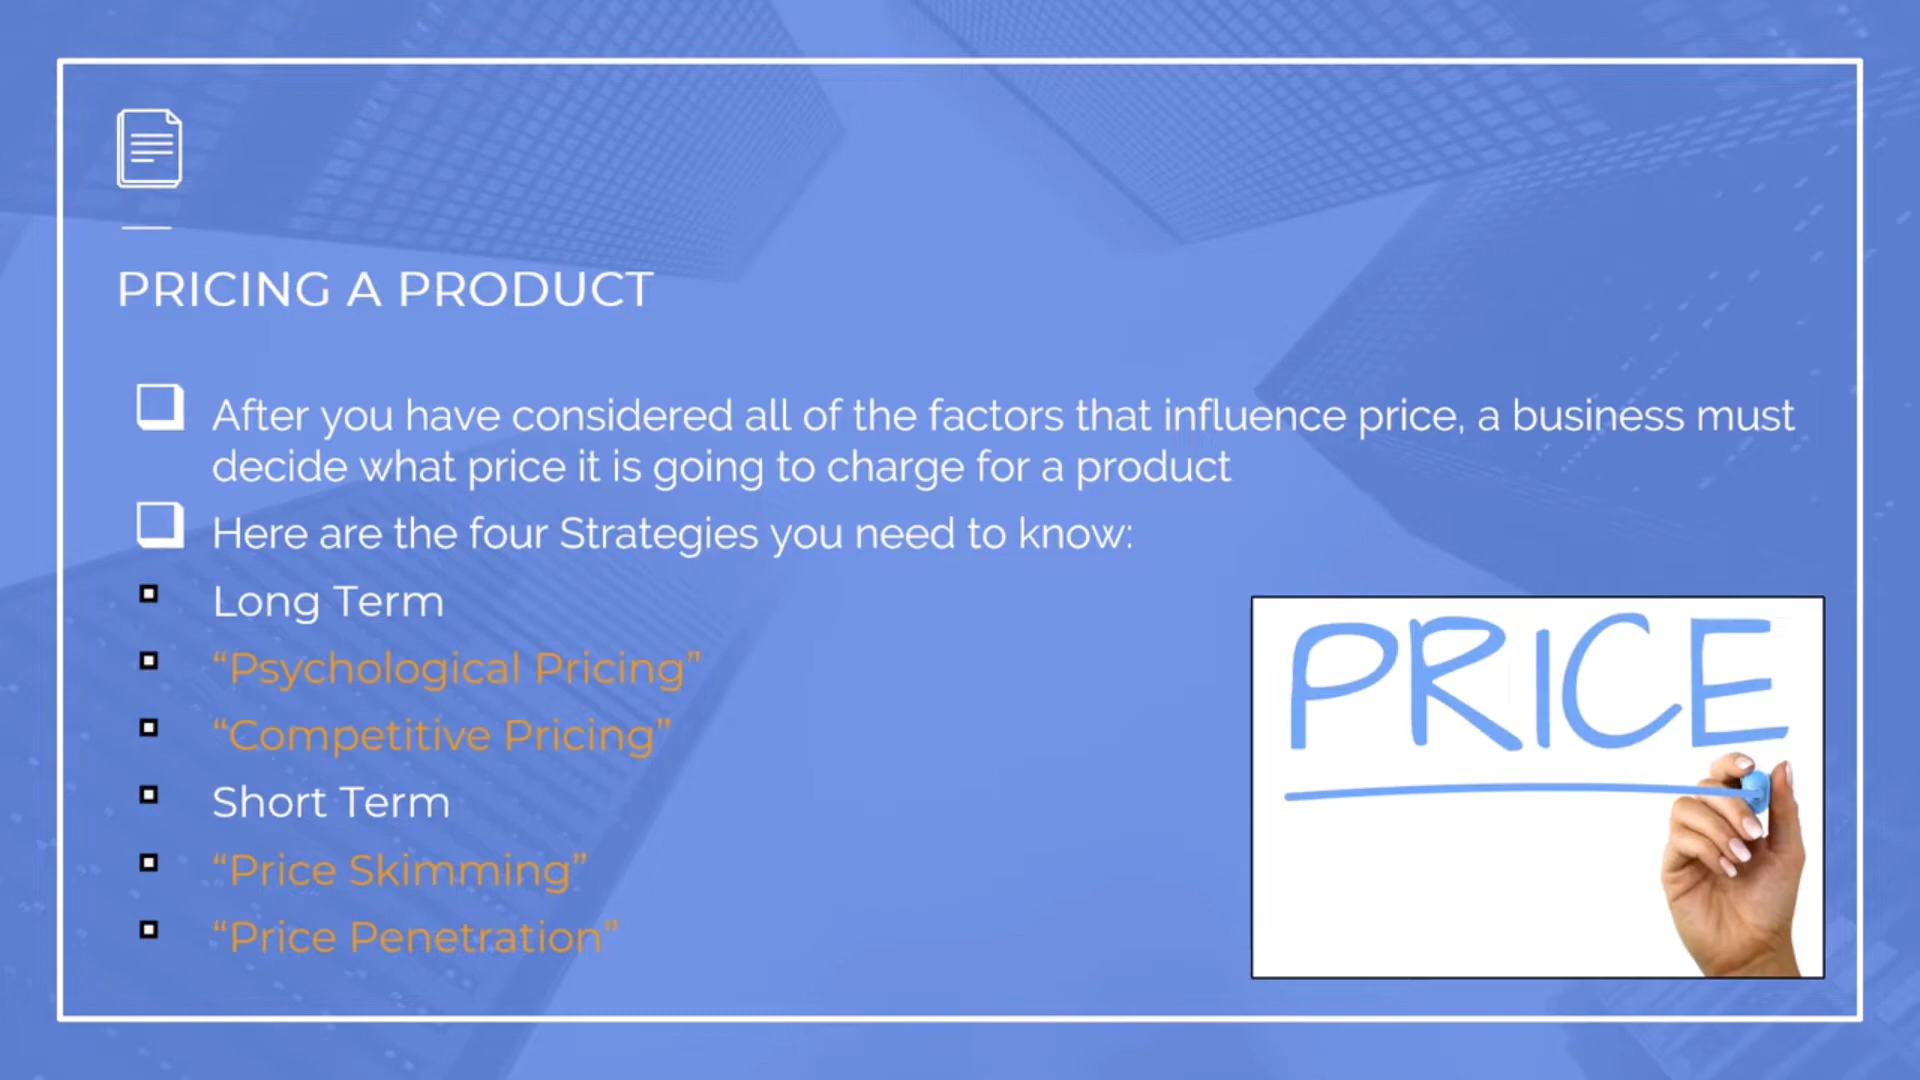 PRICING A PRODUCT
After you have considered all of the factors that influence price, a business must
decide what price it is going to charge for a product
Here are the four Strategies you need to know:
Long Term
“Psychological Pricing”
“Competitive Pricing”
Short Term
“Price Skimming”
“Price Penetration”
PRICE